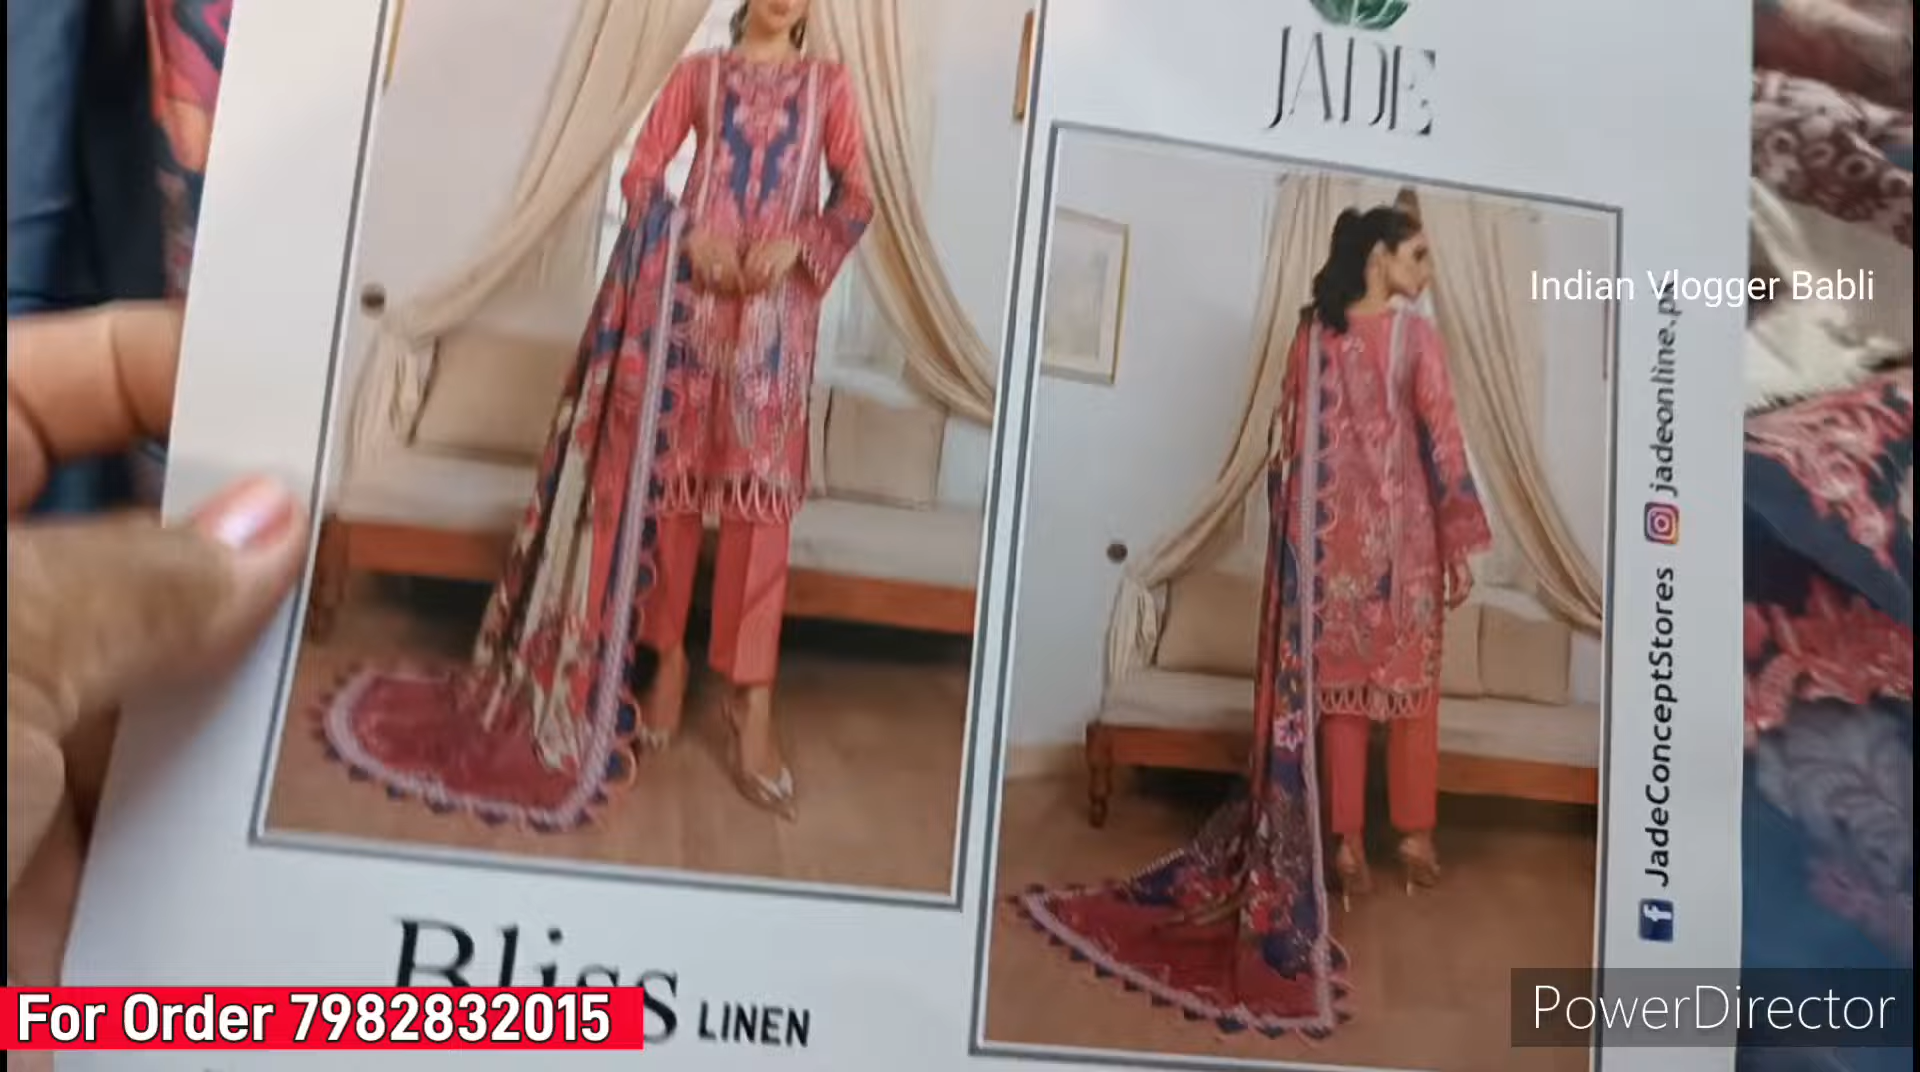 JADE
Indian Vlogger Babli
jadeonline.p
JadeConceptStores
Bliss LINEN
For Order 7982832015
PowerDirector